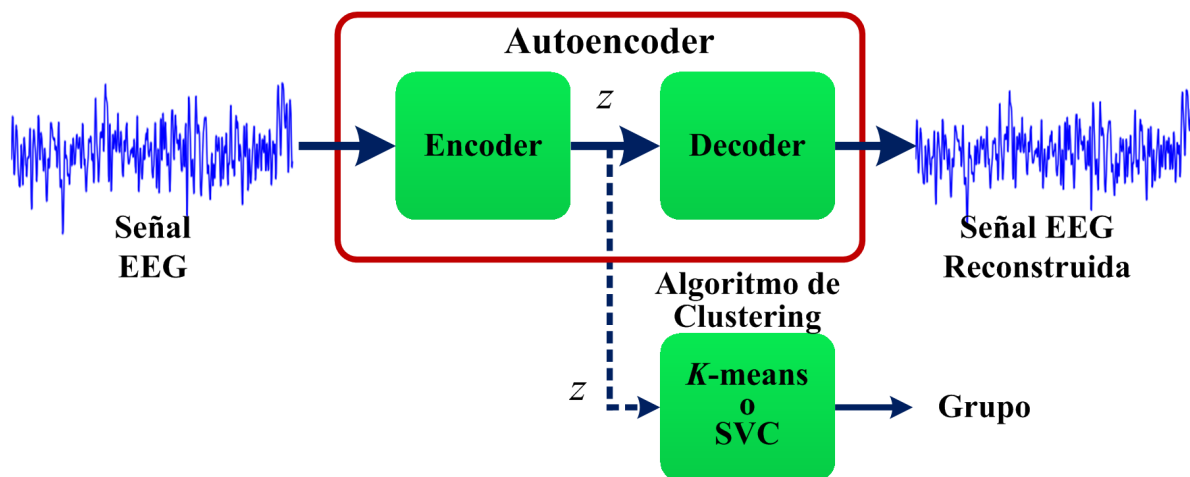 Autoencoder
Encoder
z
Decoder
Señal
EEG
Señal EEG
Reconstruida
Algoritmo de
Clustering
z
K-means
o
SVC
Grupo